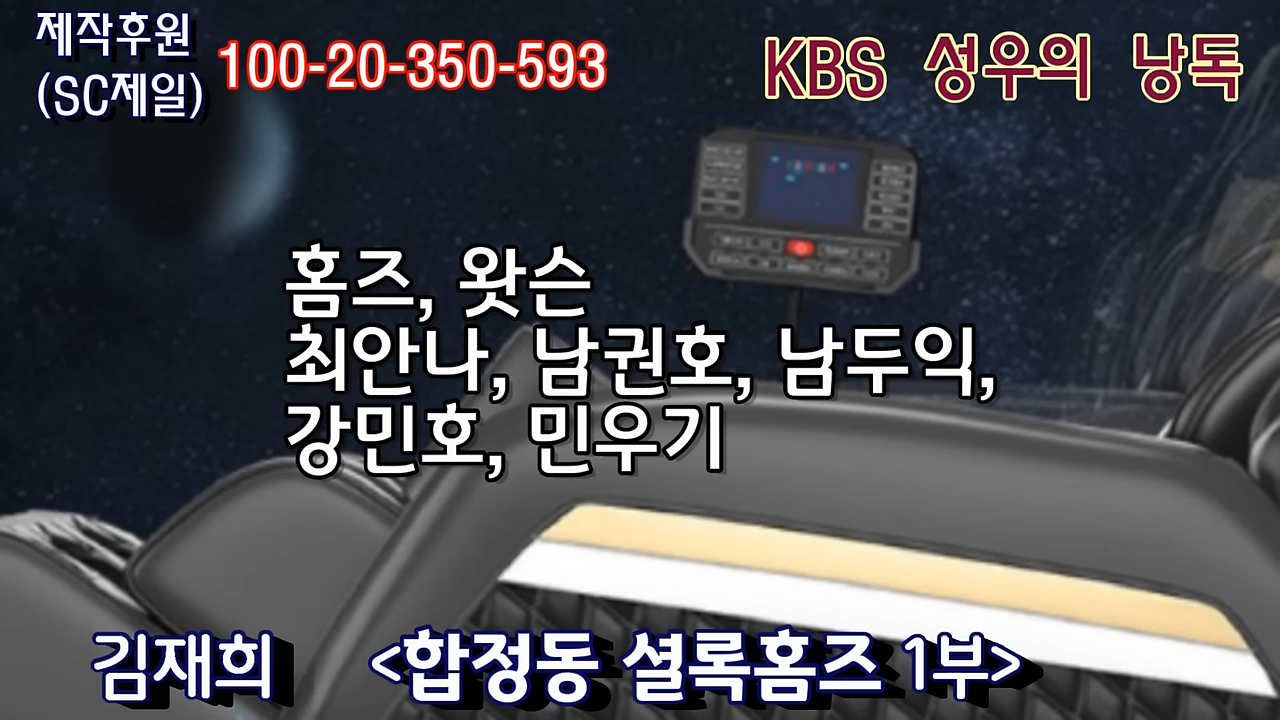 제작후원
(SC제일)
100-20-350-593
KBS 성우의 낭독
홈즈, 왓슨
최안나, 남권호, 남두익,
강민호, 민우기
김재희 <합정동 셜록홈즈 1부>